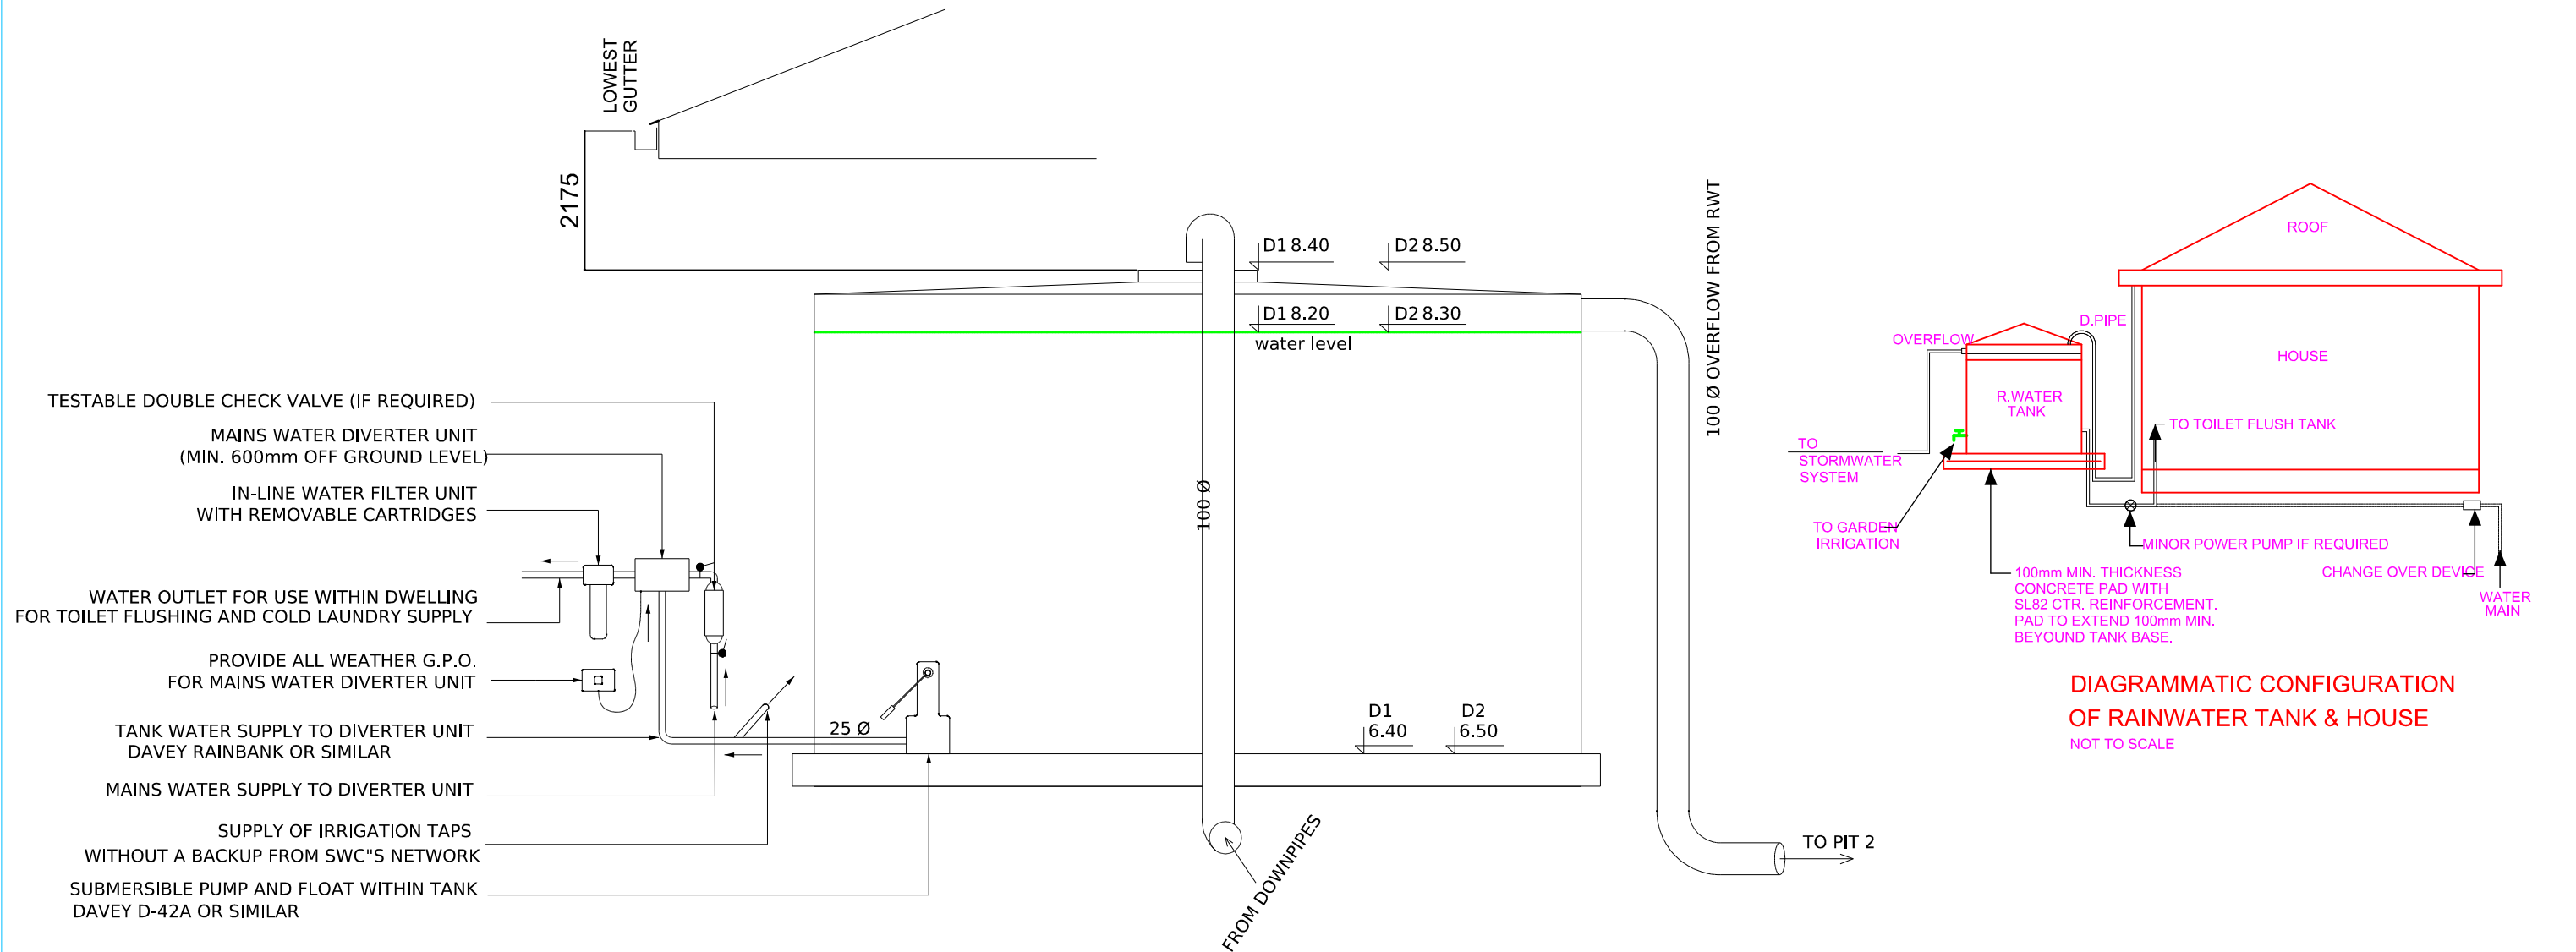 LOWEST
GUTTER
2175
D1 8.40
D2 8.50
D1 8.20
D2 8.30
water level
100 Ø
100 Ø OVERFLOW FROM RWT
TESTABLE DOUBLE CHECK VALVE (IF REQUIRED)
MAINS WATER DIVERTER UNIT
(MIN. 600mm OFF GROUND LEVEL)
IN-LINE WATER FILTER UNIT
WITH REMOVABLE CARTRIDGES
WATER OUTLET FOR USE WITHIN DWELLING
FOR TOILET FLUSHING AND COLD LAUNDRY SUPPLY
PROVIDE ALL WEATHER G.P.O.
FOR MAINS WATER DIVERTER UNIT
TANK WATER SUPPLY TO DIVERTER UNIT
DAVEY RAINBANK OR SIMILAR
MAINS WATER SUPPLY TO DIVERTER UNIT
SUPPLY OF IRRIGATION TAPS
WITHOUT A BACKUP FROM SWC"S NETWORK
SUBMERSIBLE PUMP AND FLOAT WITHIN TANK
DAVEY D-42A OR SIMILAR
25 Ø
D1
6.40
D2
6.50
FROM DOWNPIPES
TO PIT 2
ROOF
HOUSE
D.PIPE
OVERFLOW
R.WATER
TANK
TO
STORMWATER
SYSTEM
TO TOILET FLUSH TANK
TO GARDEN
IRRIGATION
MINOR POWER PUMP IF REQUIRED
CHANGE OVER DEVICE
WATER
MAIN
100mm MIN. THICKNESS
CONCRETE PAD WITH
SL82 CTR. REINFORCEMENT.
PAD TO EXTEND 100mm MIN.
BEYOUND TANK BASE.
DIAGRAMMATIC CONFIGURATION
OF RAINWATER TANK & HOUSE
NOT TO SCALE